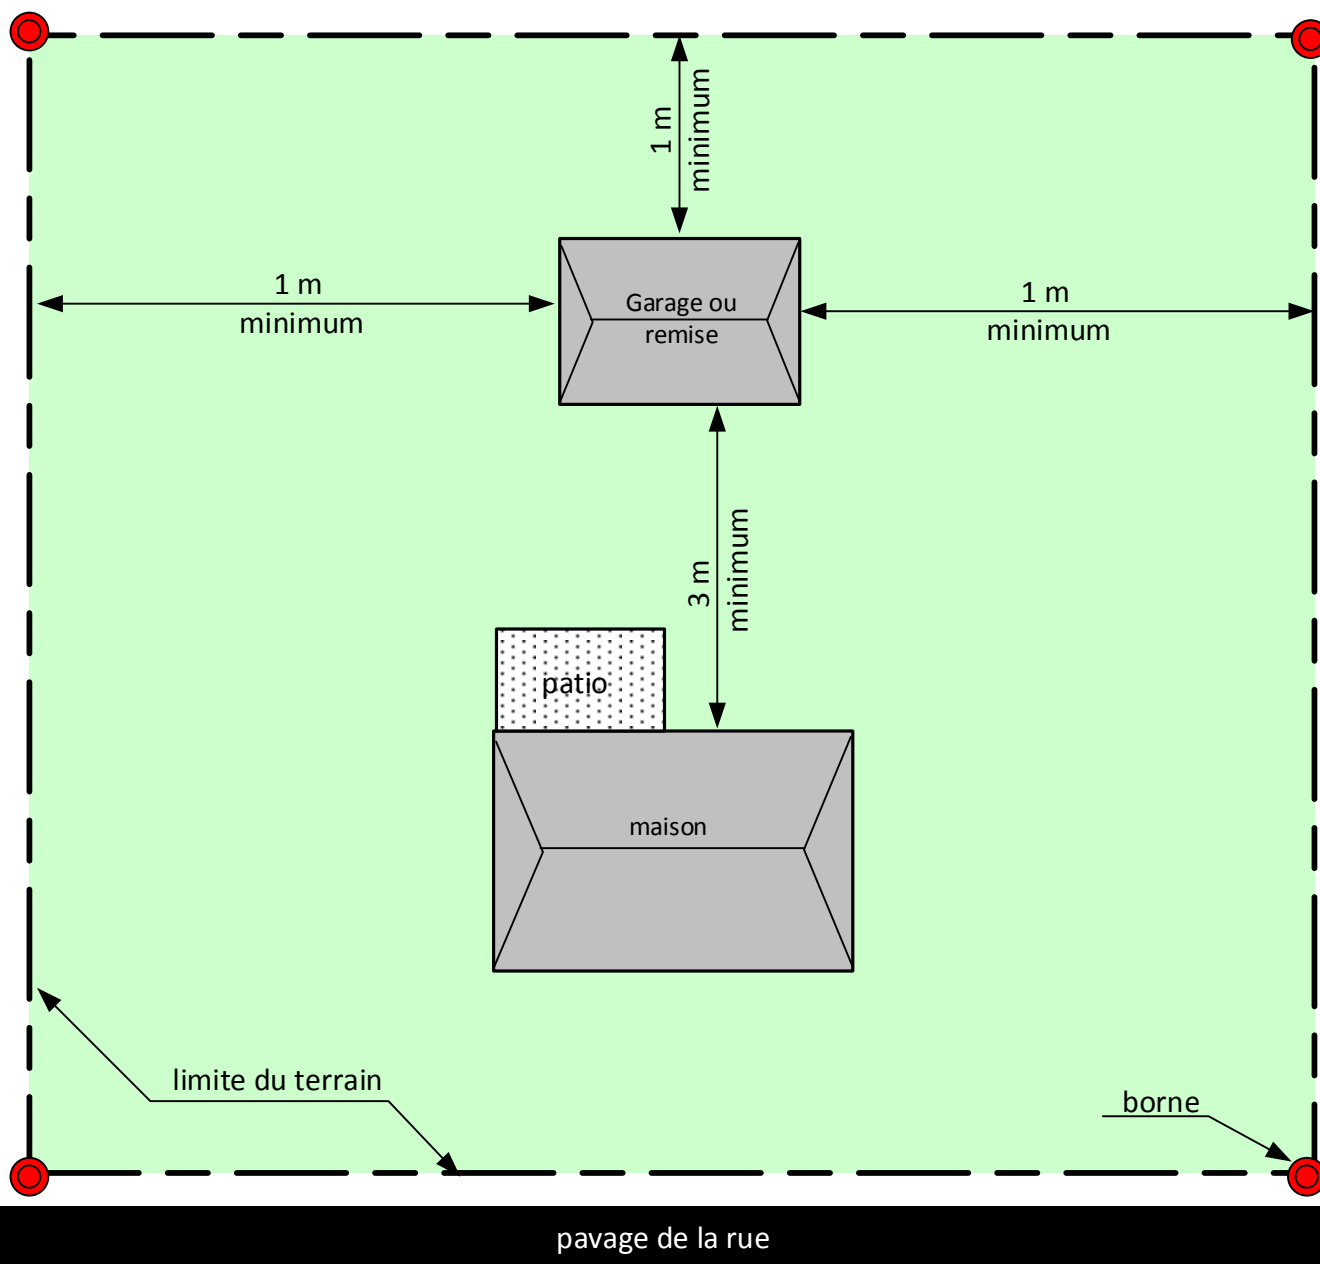 1 m
minimum
1 m
minimum
Garage ou
remise
1 m
minimum
3 m
minimum
patio
maison
limite du terrain
borne
pavage de la rue